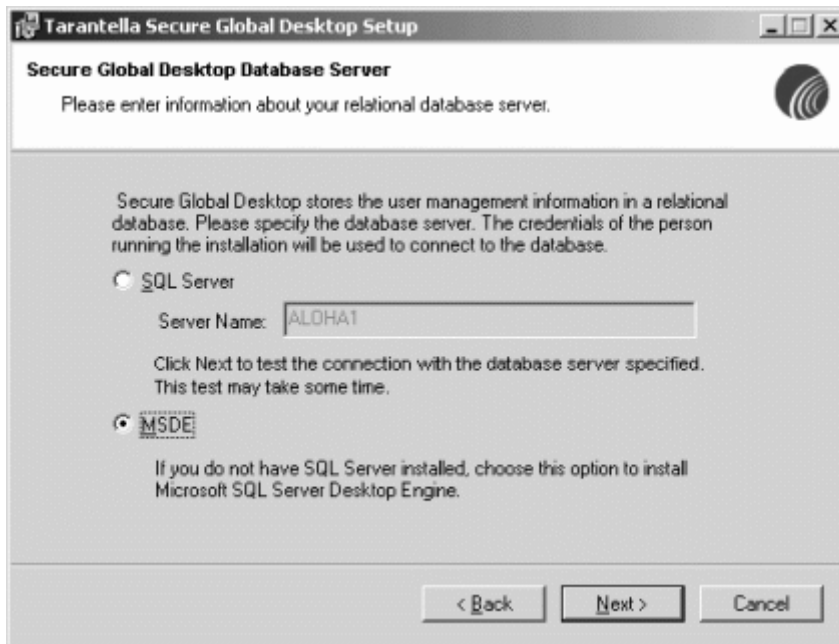 Tarantella Secure Global Desktop Setup
Secure Global Desktop Database Server
Please enter information about your relational database server.
Secure Global Desktop stores the user management information in a relational
database. Please specify the database server. The credentials of the person
running the installation will be used to connect to the database.
SQL Server
Server Name: ALOHA1
Click Next to test the connection with the database server specified.
This test may take some time.
MSDE
If you do not have SQL Server installed, choose this option to install
Microsoft SQL Server Desktop Engine.
< Back Next > Cancel